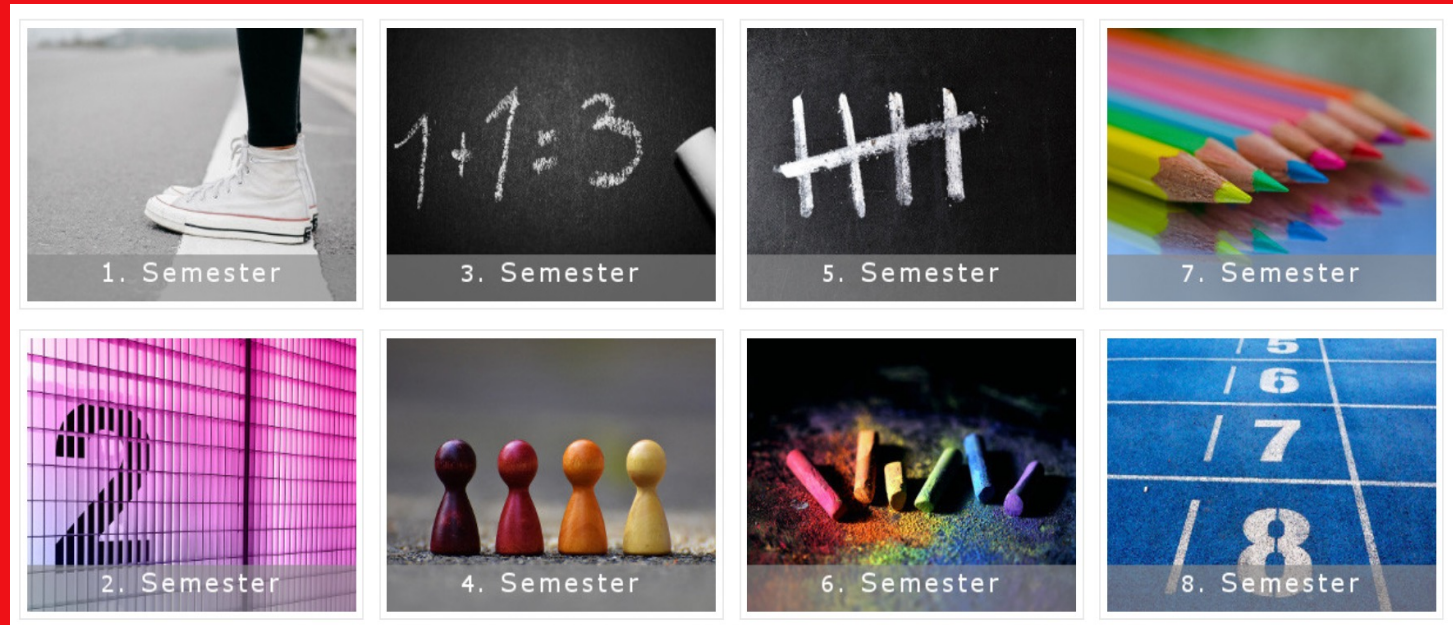 1. Semester
1+1=3
3. Semester
5. Semester
7. Semester
2
2. Semester
4. Semester
6. Semester
5
6
7
8
8. Semester